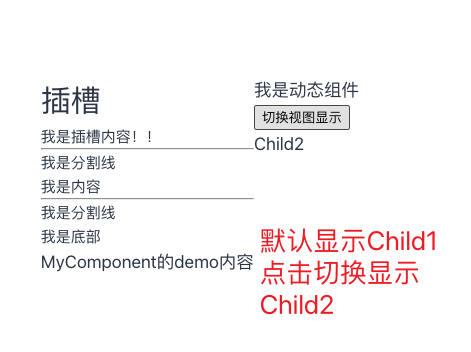 插槽
我是插槽内容！！
我是分割线
我是内容
我是分割线
我是底部
MyComponent的demo内容
我是动态组件
切换视图显示
Child2
默认显示Child1
点击切换显示
Child2